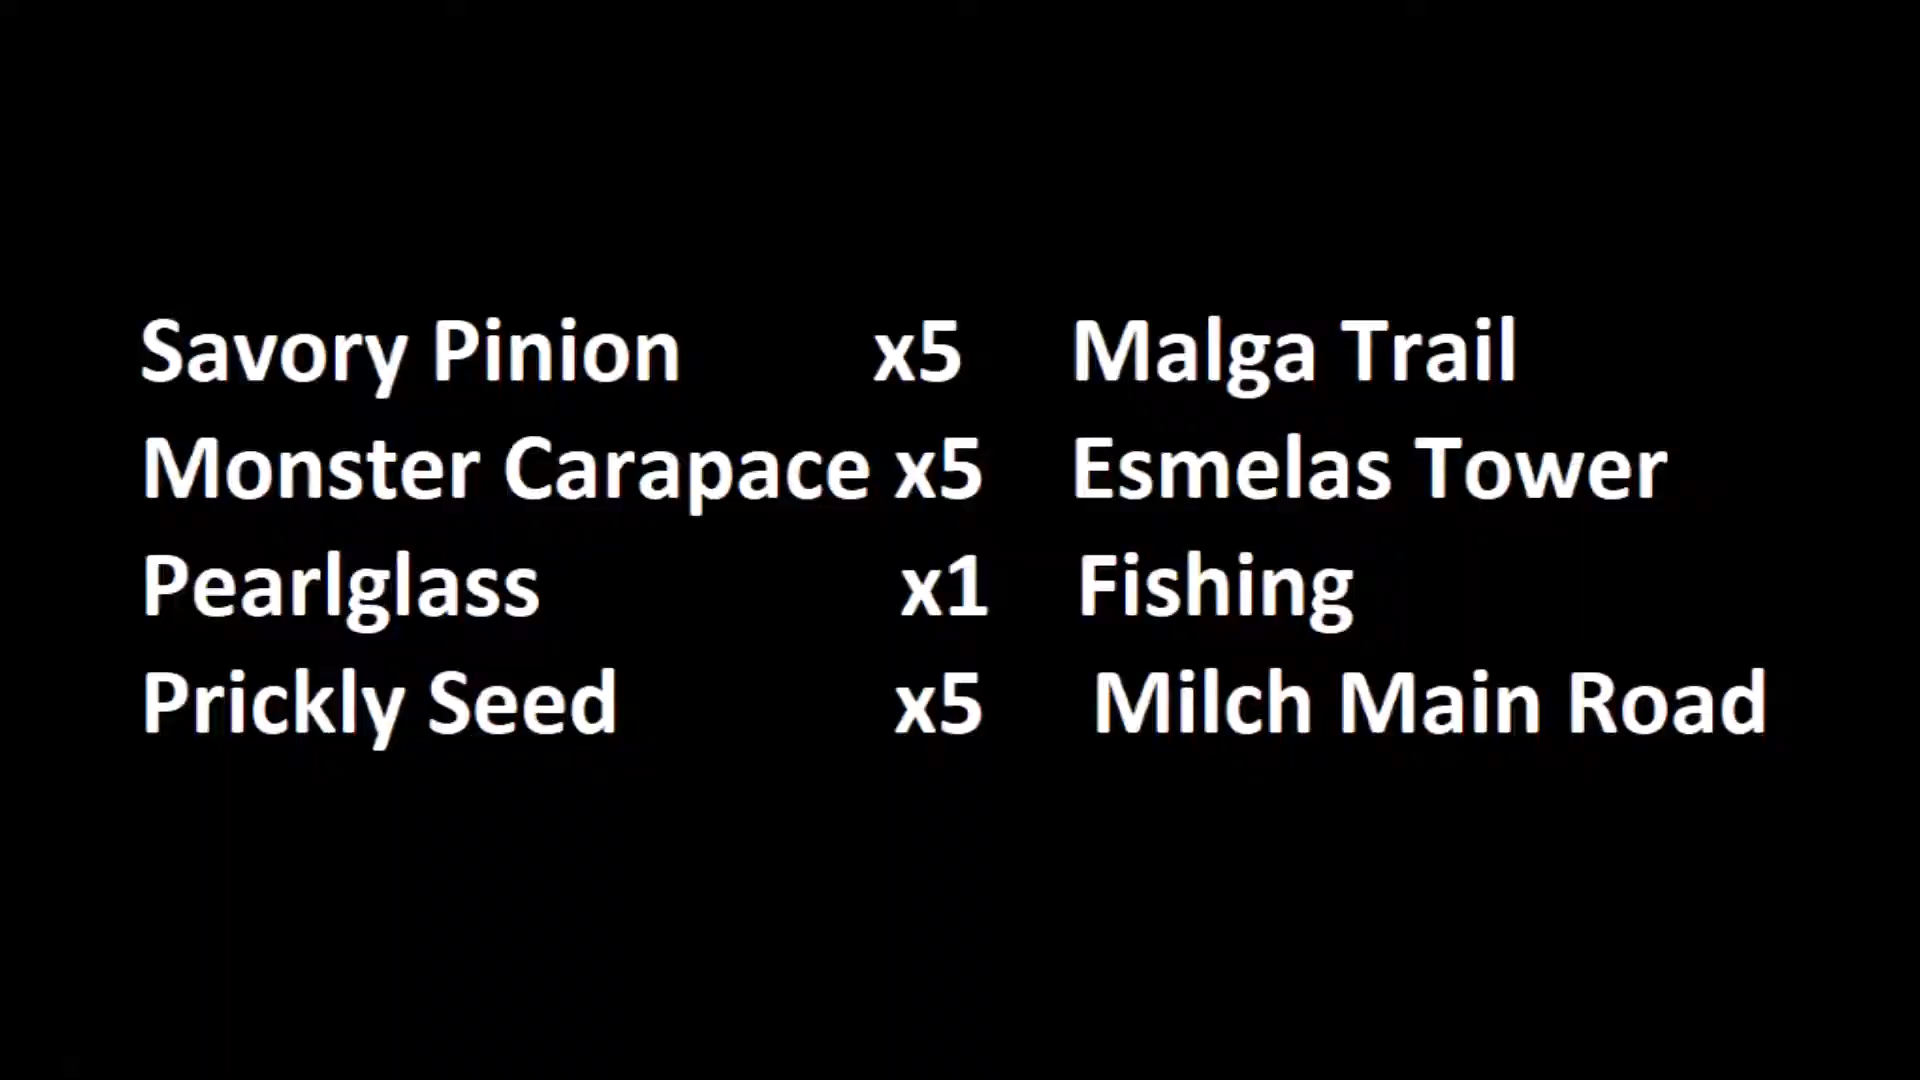 Savory Pinion x5 Malga Trail
Monster Carapace x5 Esmelas Tower
Pearlglass x1 Fishing
Prickly Seed x5 Milch Main Road